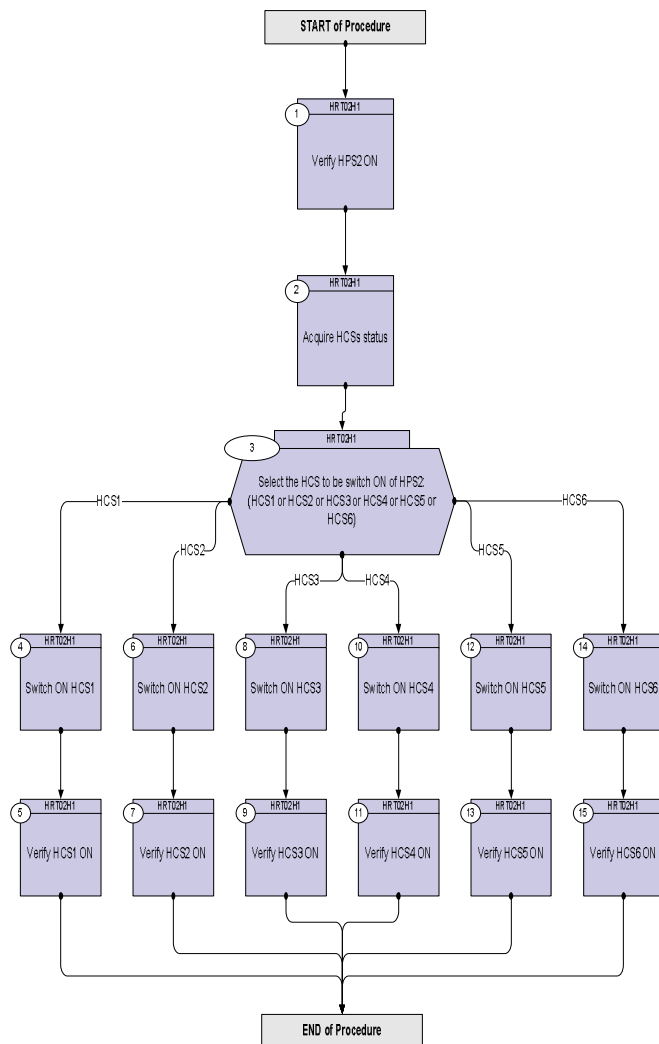 START of Procedure
HRT02H1
1
Verify HPS2 ON
HRT02H1
2
Acquire HCSs status
HRT02H1
3
Select the HCS to be switch ON of HPS2:
(HCS1 or HCS2 or HCS3 or HCS4 or HCS5 or
HCS6)
HCS1
HCS2
HCS3
HCS4
HCS5
HCS6
HRT02H1
4
Switch ON HCS1
HRT02H1
6
Switch ON HCS2
HRT02H1
8
Switch ON HCS3
HRT02H1
10
Switch ON HCS4
HRT02H1
12
Switch ON HCS5
HRT02H1
14
Switch ON HCS6
HRT02H1
5
Verify HCS1 ON
HRT02H1
7
Verify HCS2 ON
HRT02H1
9
Verify HCS3 ON
HRT02H1
11
Verify HCS4 ON
HRT02H1
13
Verify HCS5 ON
HRT02H1
15
Verify HCS6 ON
END of Procedure